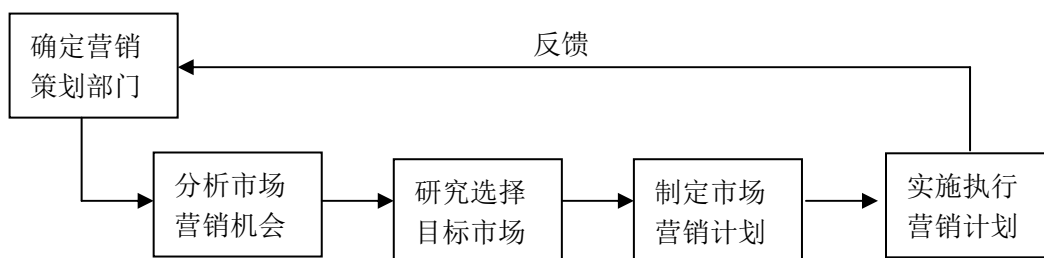 确定营销
策划部门
反馈
分析市场
营销机会
研究选择
目标市场
制定市场
营销计划
实施执行
营销计划